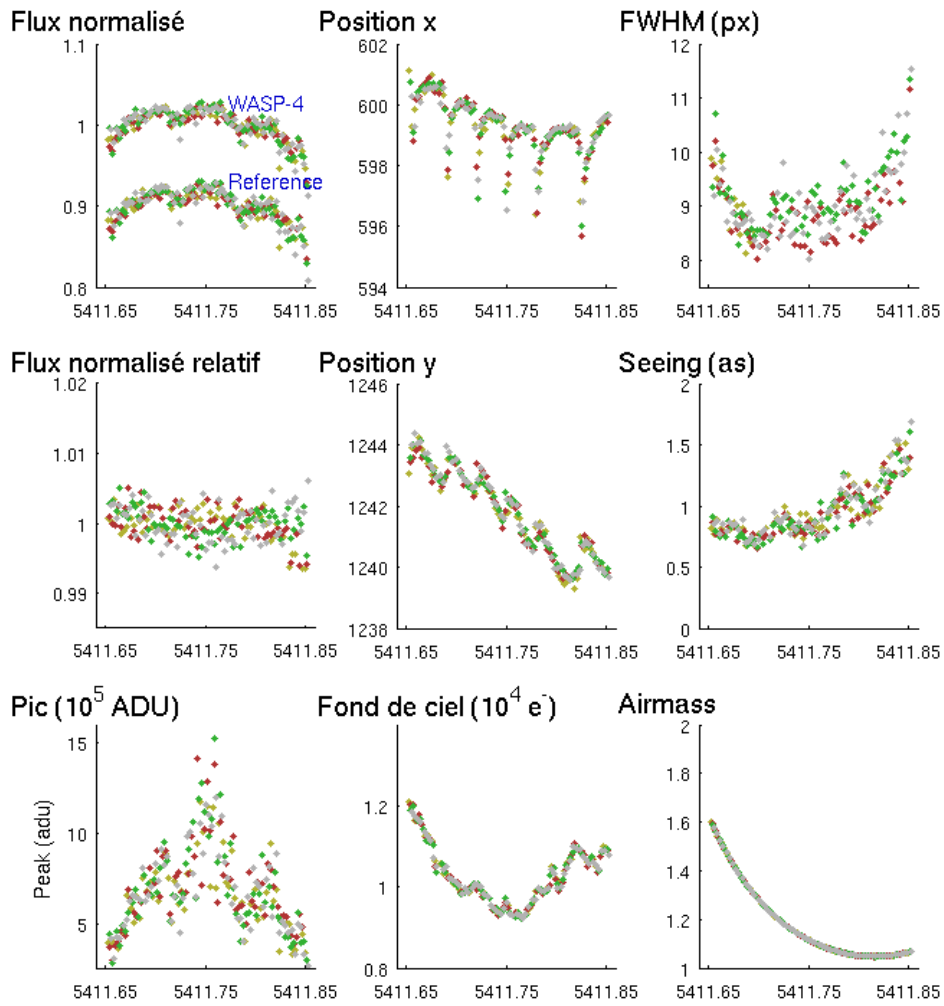 Flux normalisé
Position x
FWHM (px)
1.1
1
0.9
0.8
WASP-4
Reference
5411.65 5411.75 5411.85
602
600
598
596
594
5411.65 5411.75 5411.85
12
11
10
9
8
5411.65 5411.75 5411.85
Flux normalisé relatif
Position y
Seeing (as)
1.02
1.01
1
0.99
5411.65 5411.75 5411.85
1246
1244
1242
1240
1238
5411.65 5411.75 5411.85
2
1.5
1
0.5
0
5411.65 5411.75 5411.85
Pic (10⁵ ADU)
Fond de ciel (10⁴ e⁻)
Airmass
Peak (adu)
15
10
5
5411.65 5411.75 5411.85
1.2
1
0.8
5411.65 5411.75 5411.85
2
1.8
1.6
1.4
1.2
1
5411.65 5411.75 5411.85